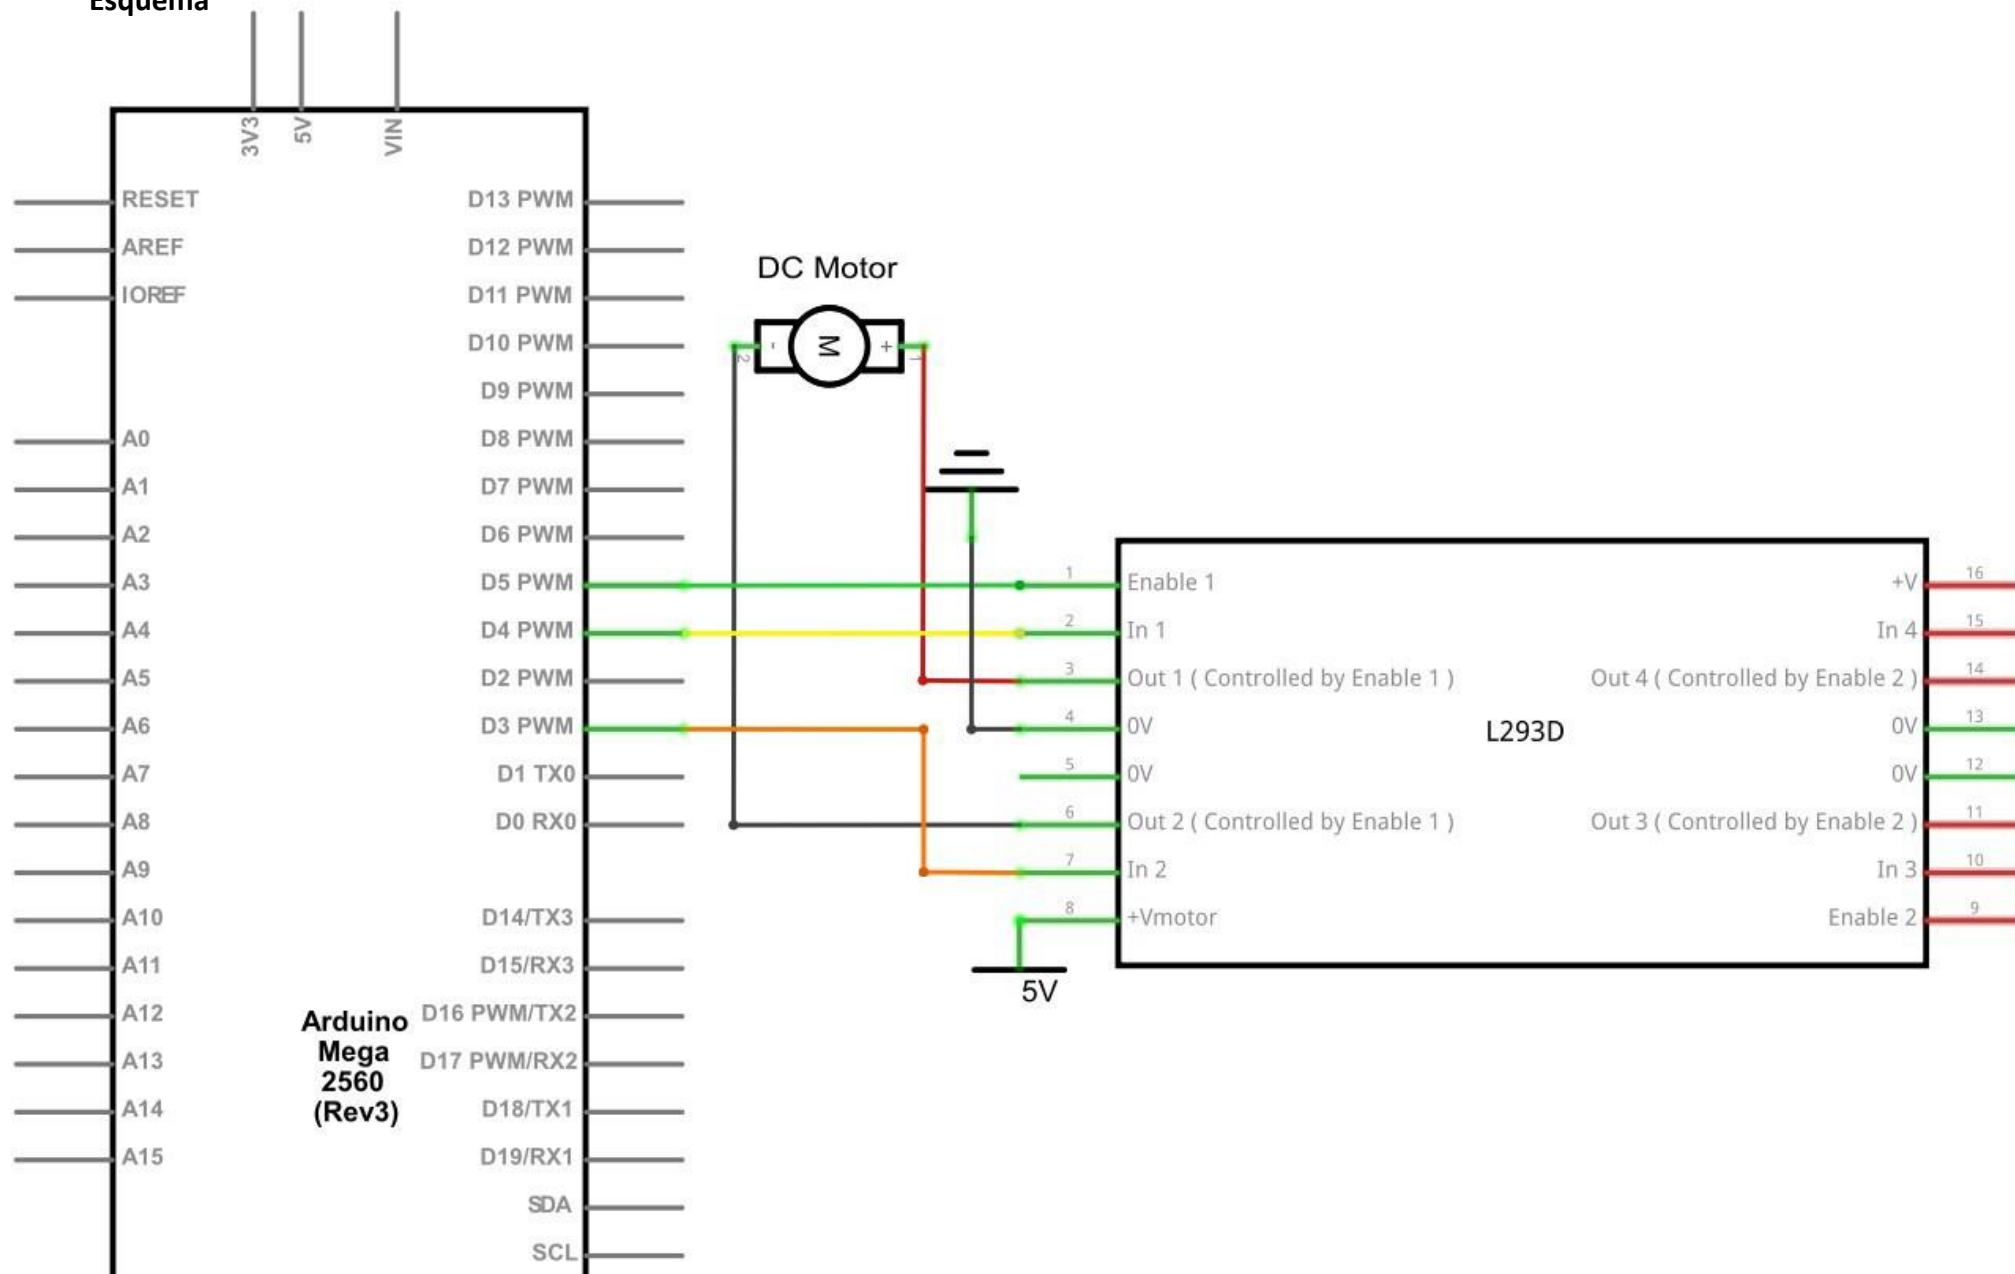 Esquema
3V3
5V
VIN
RESET
AREF
IOREF
A0
A1
A2
A3
A4
A5
A6
A7
A8
A9
A10
A11
A12
A13
A14
A15
D13 PWM
D12 PWM
D11 PWM
D10 PWM
D9 PWM
D8 PWM
D7 PWM
D6 PWM
D5 PWM
D4 PWM
D2 PWM
D3 PWM
D1 TX0
D0 RX0
D14/TX3
D15/RX3
D16 PWM/TX2
D17 PWM/RX2
D18/TX1
D19/RX1
SDA
SCL
Arduino
Mega
2560
(Rev3)
DC Motor
2
-
M
+
1
1
Enable 1
2
In 1
3
Out 1 ( Controlled by Enable 1 )
4
0V
5
0V
6
Out 2 ( Controlled by Enable 1 )
7
In 2
8
+Vmotor
5V
L293D
+V
16
In 4
15
Out 4 ( Controlled by Enable 2 )
14
0V
13
0V
12
Out 3 ( Controlled by Enable 2 )
11
In 3
10
Enable 2
9